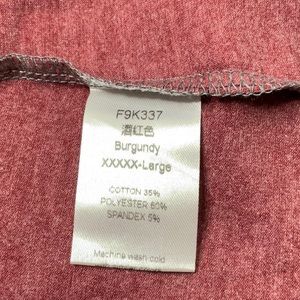 F9K337
酒红色
Burgundy
XXXXX-Large
COTTON 35%
POLYESTER 60%
SPANDEX 5%
Machine wash cold